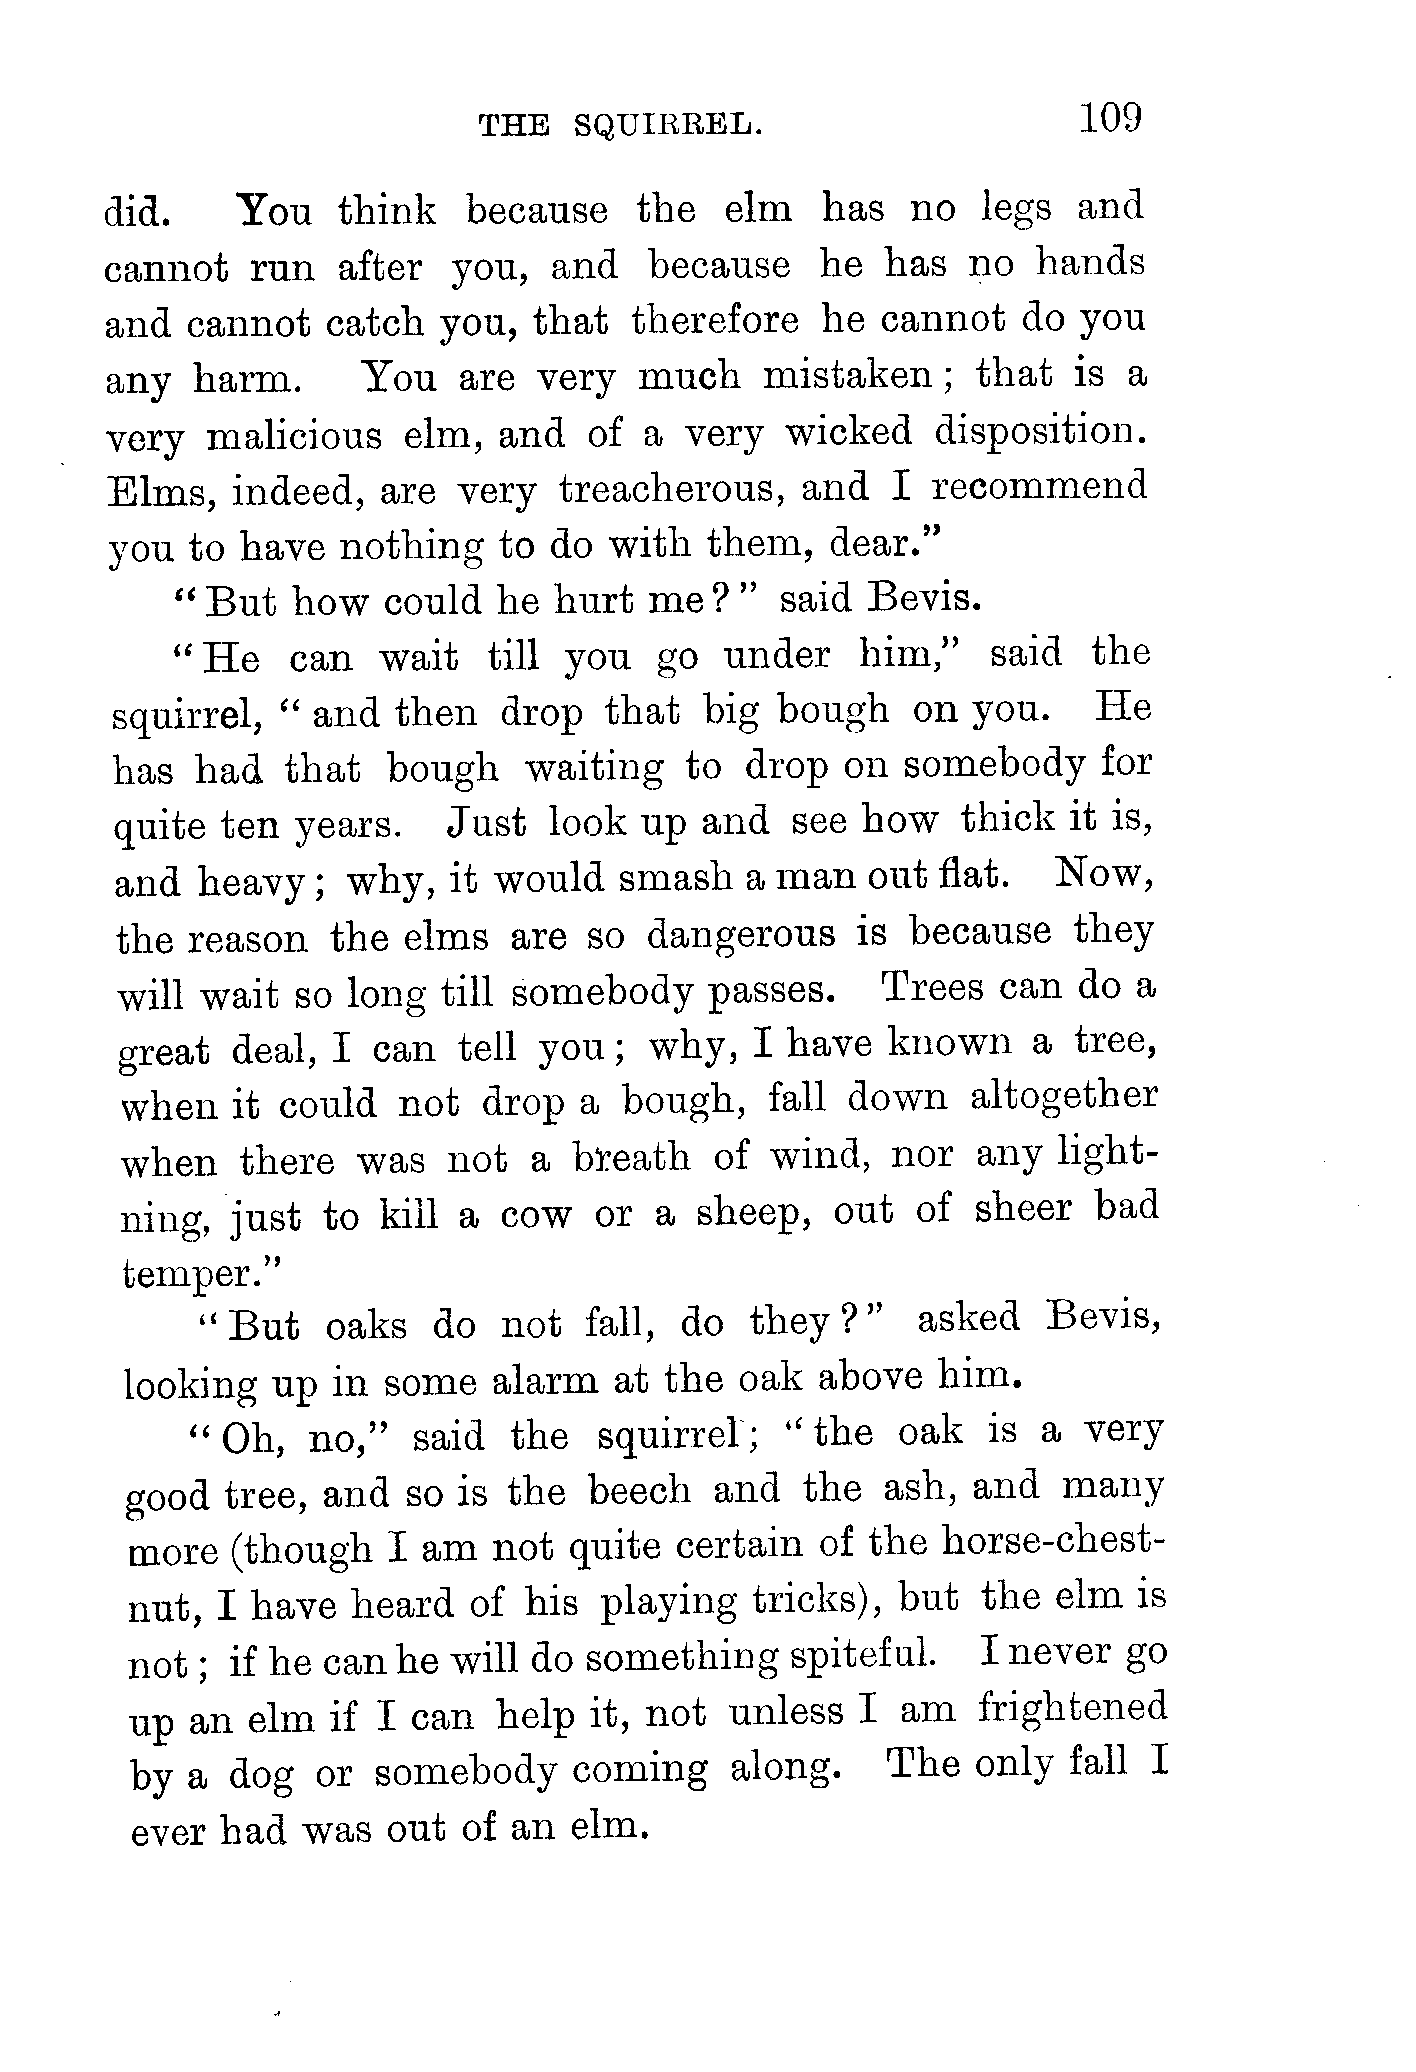 THE SQUIRREL. 109
did. You think because the elm has no legs and
cannot run after you, and because he has no hands
and cannot catch you, that therefore he cannot do you
any harm. You are very much mistaken; that is a
very malicious elm, and of a very wicked disposition.
Elms, indeed, are very treacherous, and I recommend
you to have nothing to do with them, dear."
"But how could he hurt me?" said Bevis.
"He can wait till you go under him," said the
squirrel, "and then drop that big bough on you. He
has had that bough waiting to drop on somebody for
quite ten years. Just look up and see how thick it is,
and heavy; why, it would smash a man out flat. Now,
the reason the elms are so dangerous is because they
will wait so long till somebody passes. Trees can do a
great deal, I can tell you; why, I have known a tree,
when it could not drop a bough, fall down altogether
when there was not a breath of wind, nor any light-
ning, just to kill a cow or a sheep, out of sheer bad
temper."
"But oaks do not fall, do they?" asked Bevis,
looking up in some alarm at the oak above him.
"Oh, no," said the squirrel; "the oak is a very
good tree, and so is the beech and the ash, and many
more (though I am not quite certain of the horse-chest-
nut, I have heard of his playing tricks), but the elm is
not; if he can he will do something spiteful. I never go
up an elm if I can help it, not unless I am frightened
by a dog or somebody coming along. The only fall I
ever had was out of an elm.